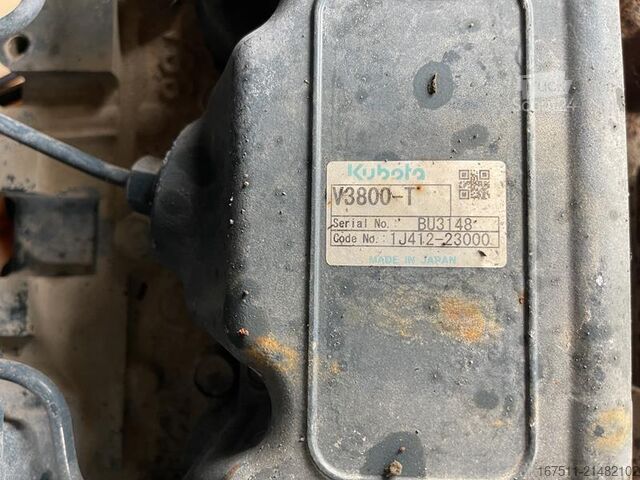 Kubota
V3800-T
Serial No.: BU3148
Code No.: 1J412-23000
MADE IN JAPAN
167511-21482102